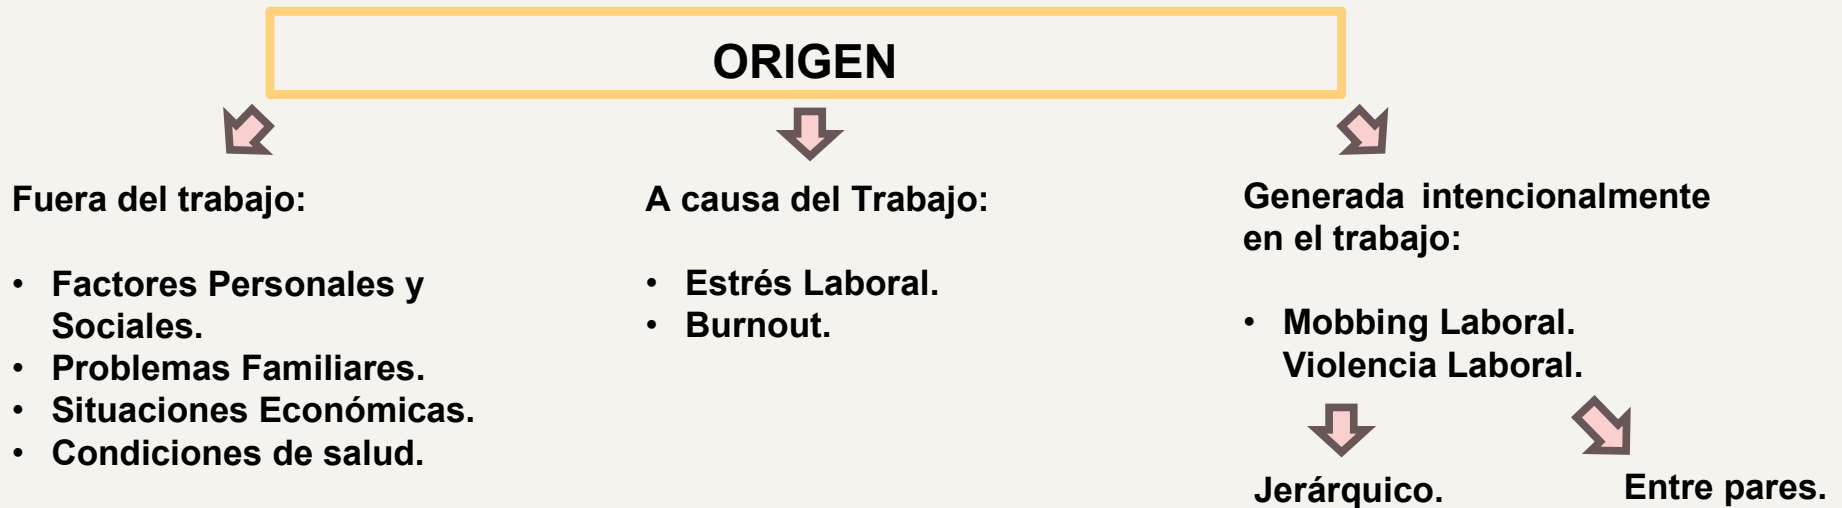 ORIGEN
Fuera del trabajo:
• Factores Personales y
Sociales.
• Problemas Familiares.
• Situaciones Económicas.
• Condiciones de salud.
A causa del Trabajo:
• Estrés Laboral.
• Burnout.
Generada intencionalmente
en el trabajo:
• Mobbing Laboral.
Violencia Laboral.
Jerárquico.
Entre pares.